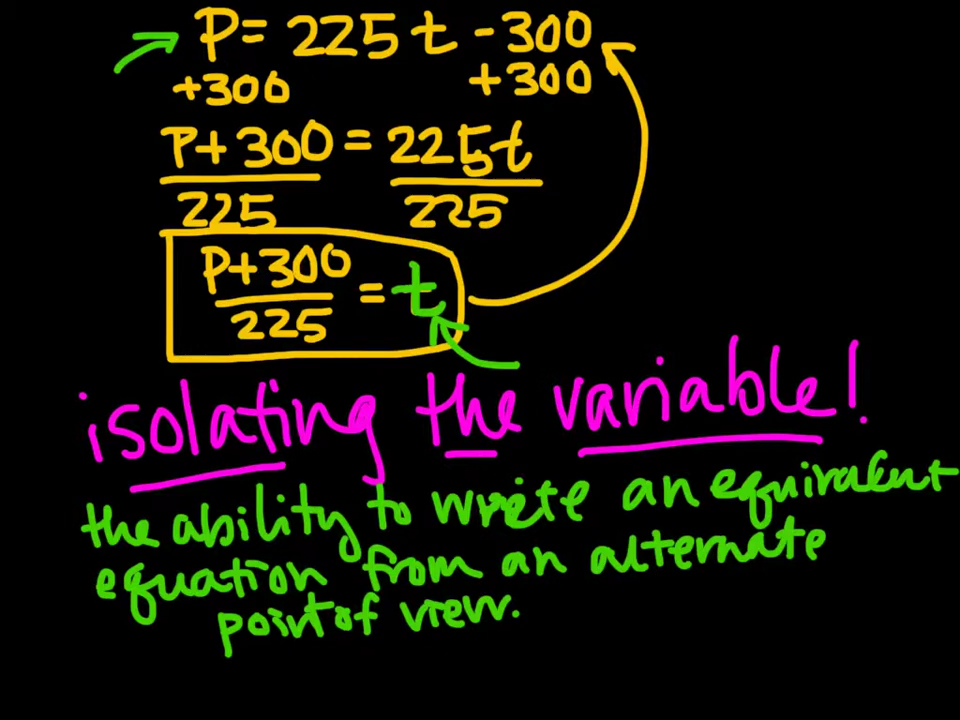 P = 225t - 300
+300 +300
P+300 = 225t
225 225
P+300 = t
225
isolating the variable!
the ability to write an equivalent
equation from an alternate
point of view.